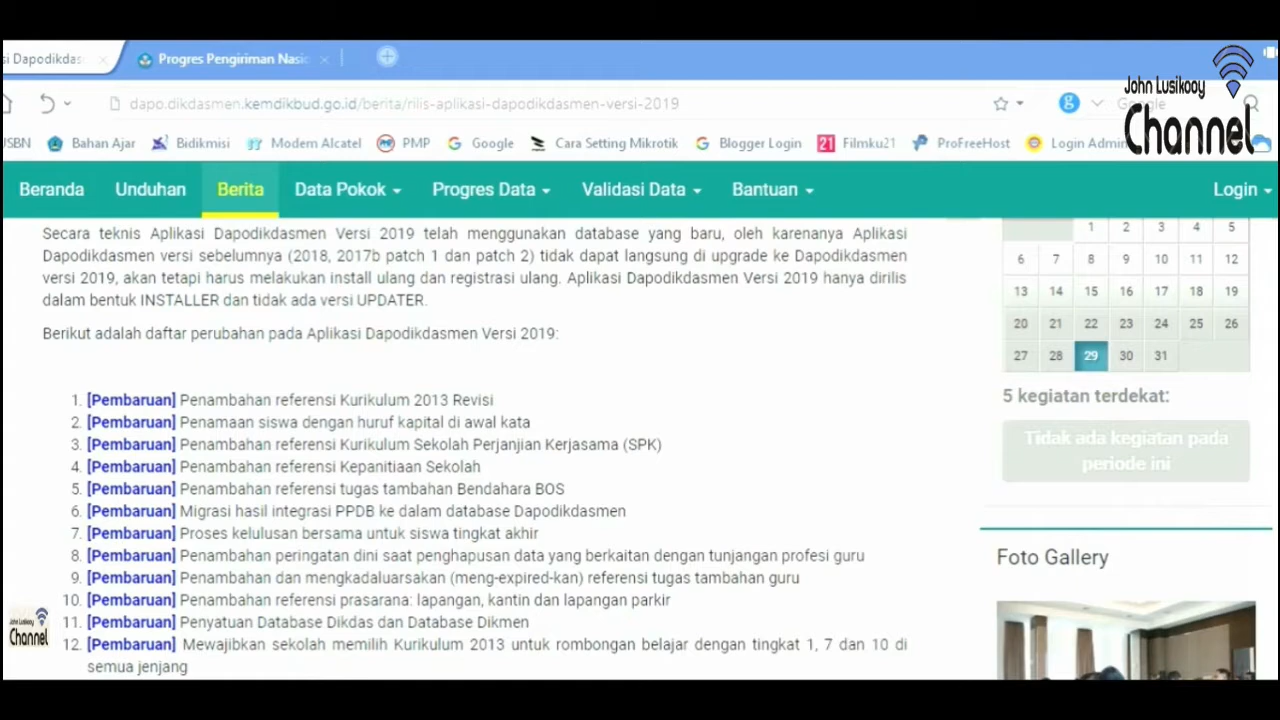 si Dapodikdas
Progres Pengiriman Nasio
John Lusikooy
Channel
dapo.dikdasmen.kemdikbud.go.id/berita/rilis-aplikasi-dapodikdasmen-versi-2019
Google
USBN
Bahan Ajar
Bidikmisi
Modem Alcatel
PMP
Google
Cara Setting Mikrotik
Blogger Login
21
Filmku21
ProFreeHost
Login Admin
Beranda
Unduhan
Berita
Data Pokok
Progres Data
Validasi Data
Bantuan
Login
Secara teknis Aplikasi Dapodikdasmen Versi 2019 telah menggunakan database yang baru, oleh karenanya Aplikasi
Dapodikdasmen versi sebelumnya (2018, 2017b patch 1 dan patch 2) tidak dapat langsung di upgrade ke Dapodikdasmen
versi 2019, akan tetapi harus melakukan install ulang dan registrasi ulang. Aplikasi Dapodikdasmen Versi 2019 hanya dirilis
dalam bentuk INSTALLER dan tidak ada versi UPDATER.
Berikut adalah daftar perubahan pada Aplikasi Dapodikdasmen Versi 2019:
1. [Pembaruan] Penambahan referensi Kurikulum 2013 Revisi
2. [Pembaruan] Penamaan siswa dengan huruf kapital di awal kata
3. [Pembaruan] Penambahan referensi Kurikulum Sekolah Perjanjian Kerjasama (SPK)
4. [Pembaruan] Penambahan referensi Kepanitiaan Sekolah
5. [Pembaruan] Penambahan referensi tugas tambahan Bendahara BOS
6. [Pembaruan] Migrasi hasil integrasi PPDB ke dalam database Dapodikdasmen
7. [Pembaruan] Proses kelulusan bersama untuk siswa tingkat akhir
8. [Pembaruan] Penambahan peringatan dini saat penghapusan data yang berkaitan dengan tunjangan profesi guru
9. [Pembaruan] Penambahan dan mengkadaluarsakan (meng-expired-kan) referensi tugas tambahan guru
10. [Pembaruan] Penambahan referensi prasarana: lapangan, kantin dan lapangan parkir
11. [Pembaruan] Penyatuan Database Dikdas dan Database Dikmen
12. [Pembaruan] Mewajibkan sekolah memilih Kurikulum 2013 untuk rombongan belajar dengan tingkat 1, 7 dan 10 di
semua jenjang
1 2 3 4 5
6 7 8 9 10 11 12
13 14 15 16 17 18 19
20 21 22 23 24 25 26
27 28 29 30 31
5 kegiatan terdekat:
Tidak ada kegiatan pada
periode ini
Foto Gallery
John Lusikooy
Channel